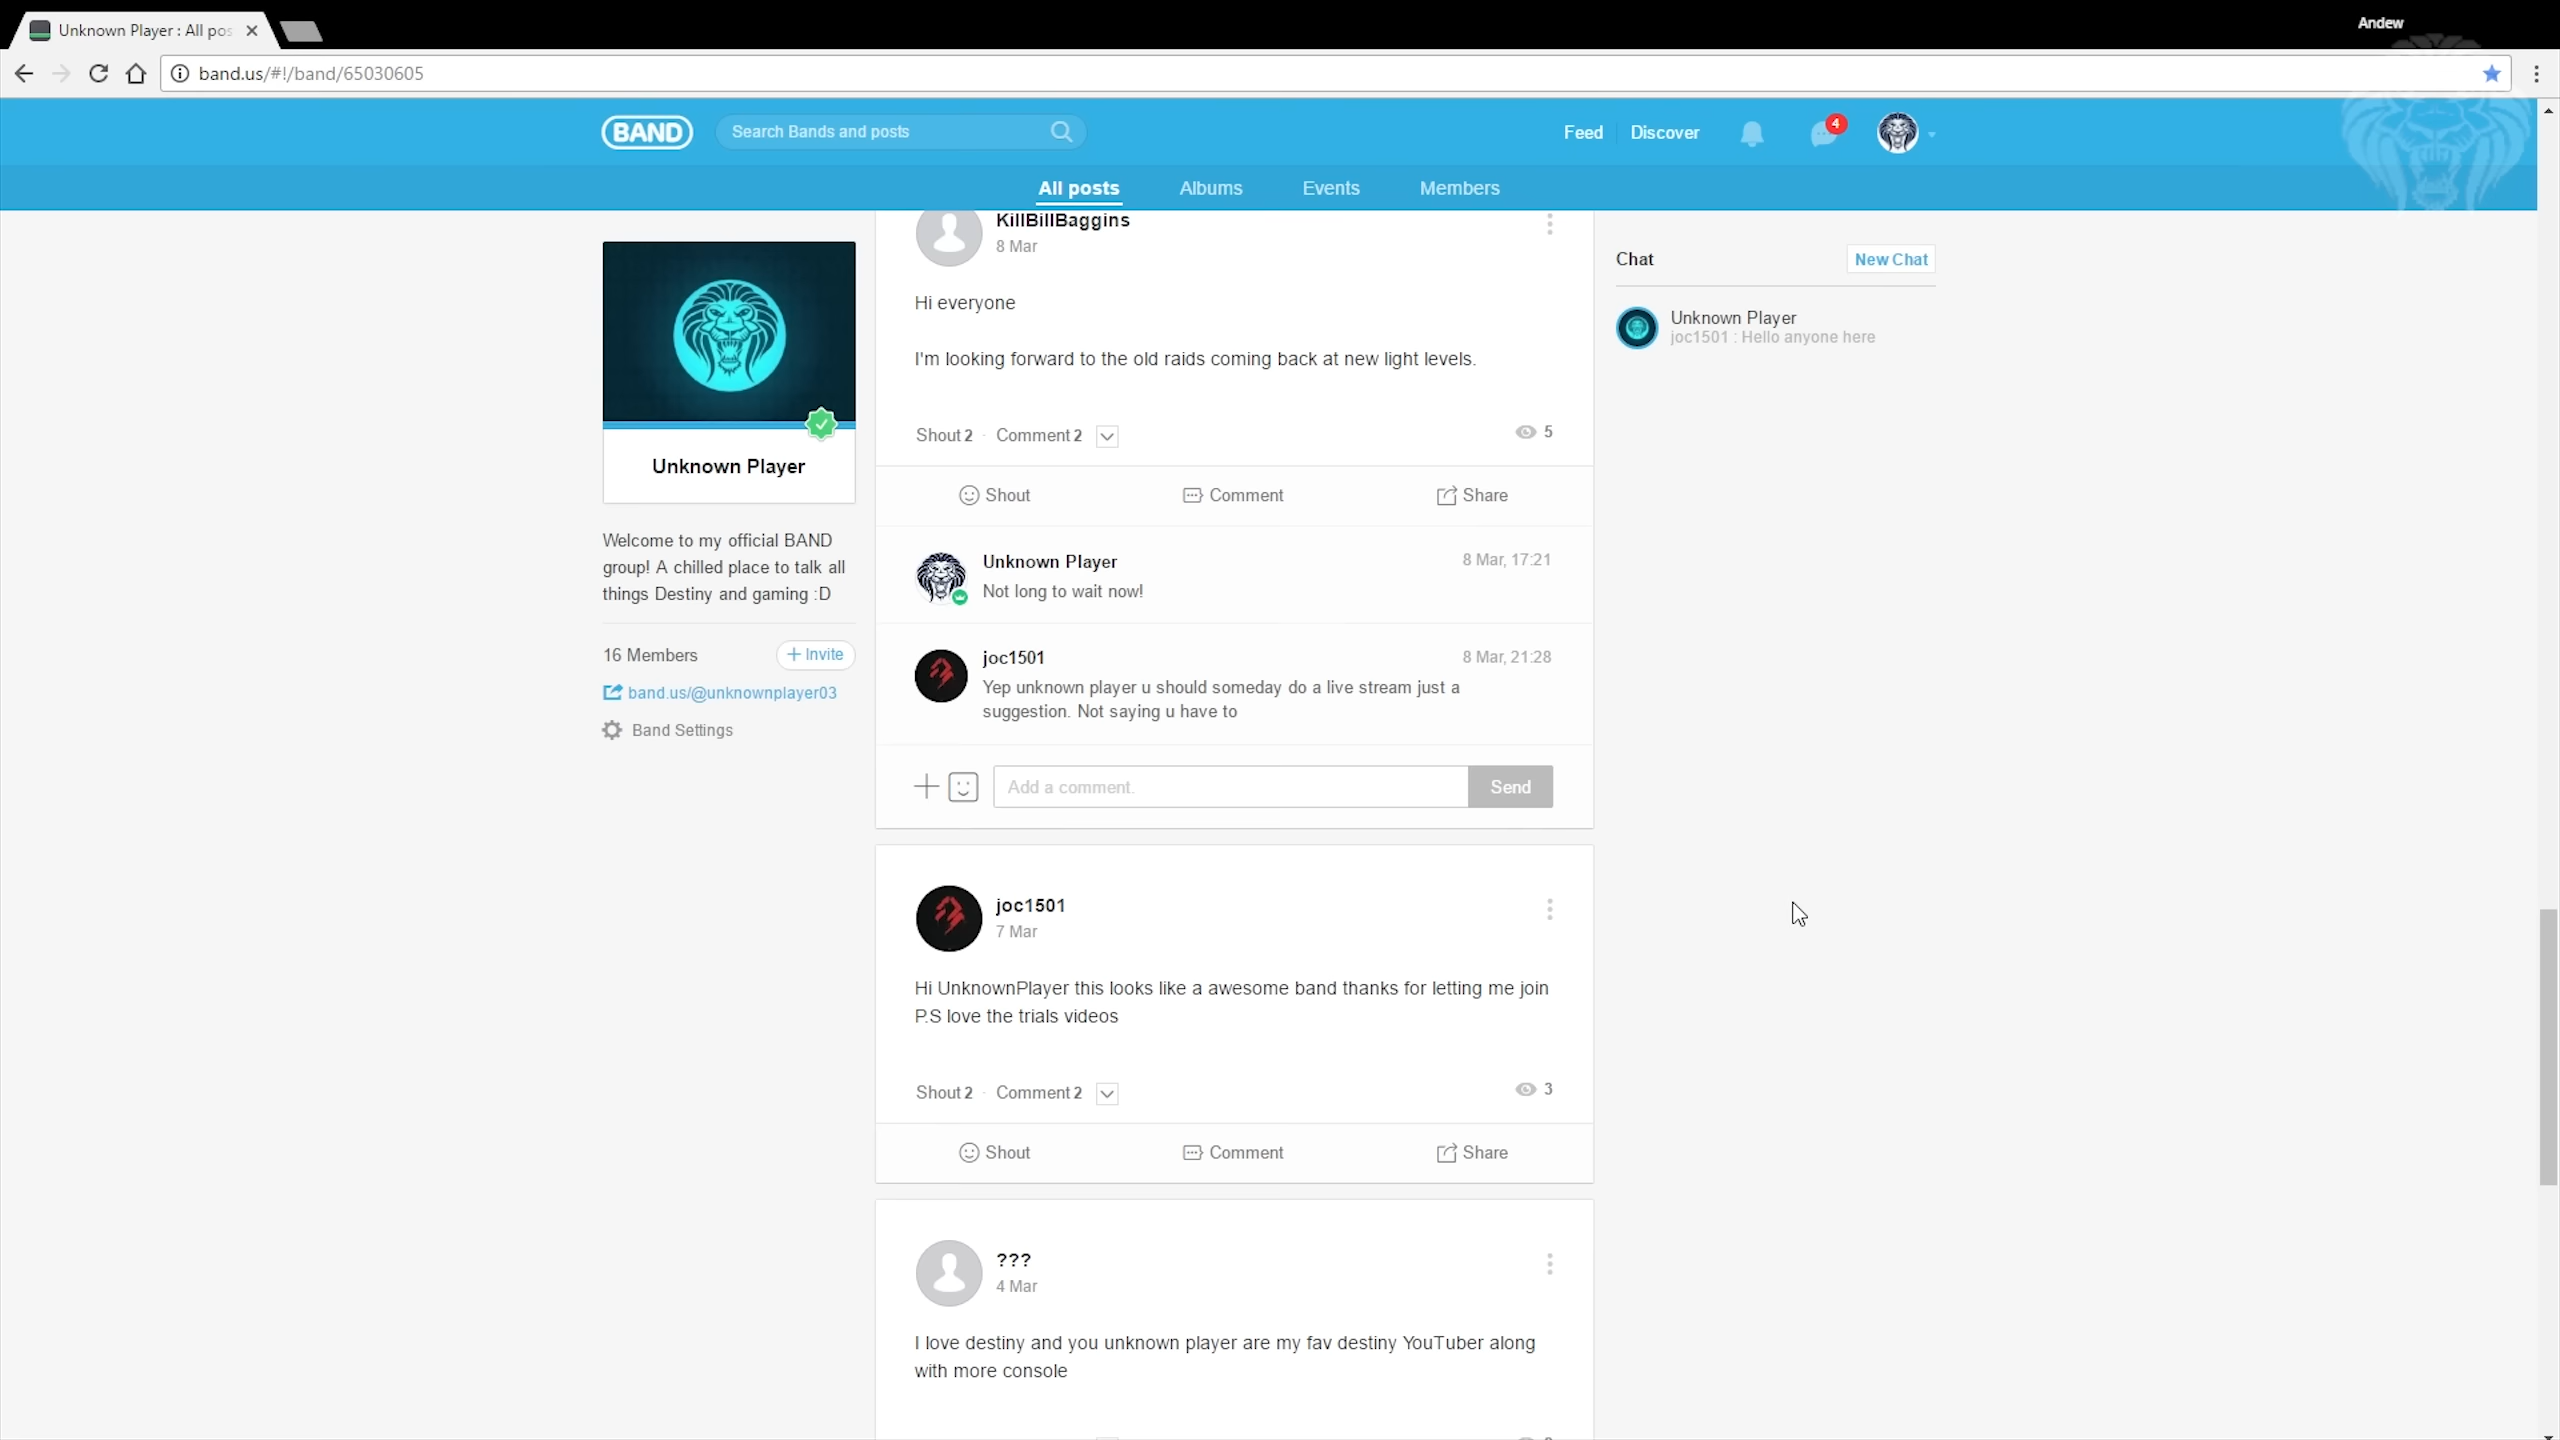 Unknown Player : All pos
Andew
band.us/#!/band/65030605
BAND
Search Bands and posts
Feed
Discover
4
All posts
Albums
Events
Members
Unknown Player
Welcome to my official BAND
group! A chilled place to talk all
things Destiny and gaming :D
16 Members
+ Invite
band.us/@unknownplayer03
Band Settings
KillBillBaggins
8 Mar
Hi everyone
I'm looking forward to the old raids coming back at new light levels.
Shout 2 · Comment 2
5
Shout
Comment
Share
Unknown Player
8 Mar, 17:21
Not long to wait now!
joc1501
8 Mar, 21:28
Yep unknown player u should someday do a live stream just a
suggestion. Not saying u have to
Add a comment.
Send
joc1501
7 Mar
Hi UnknownPlayer this looks like a awesome band thanks for letting me join
P.S love the trials videos
Shout 2 · Comment 2
3
Shout
Comment
Share
???
4 Mar
I love destiny and you unknown player are my fav destiny YouTuber along
with more console
Chat
New Chat
Unknown Player
joc1501 : Hello anyone here